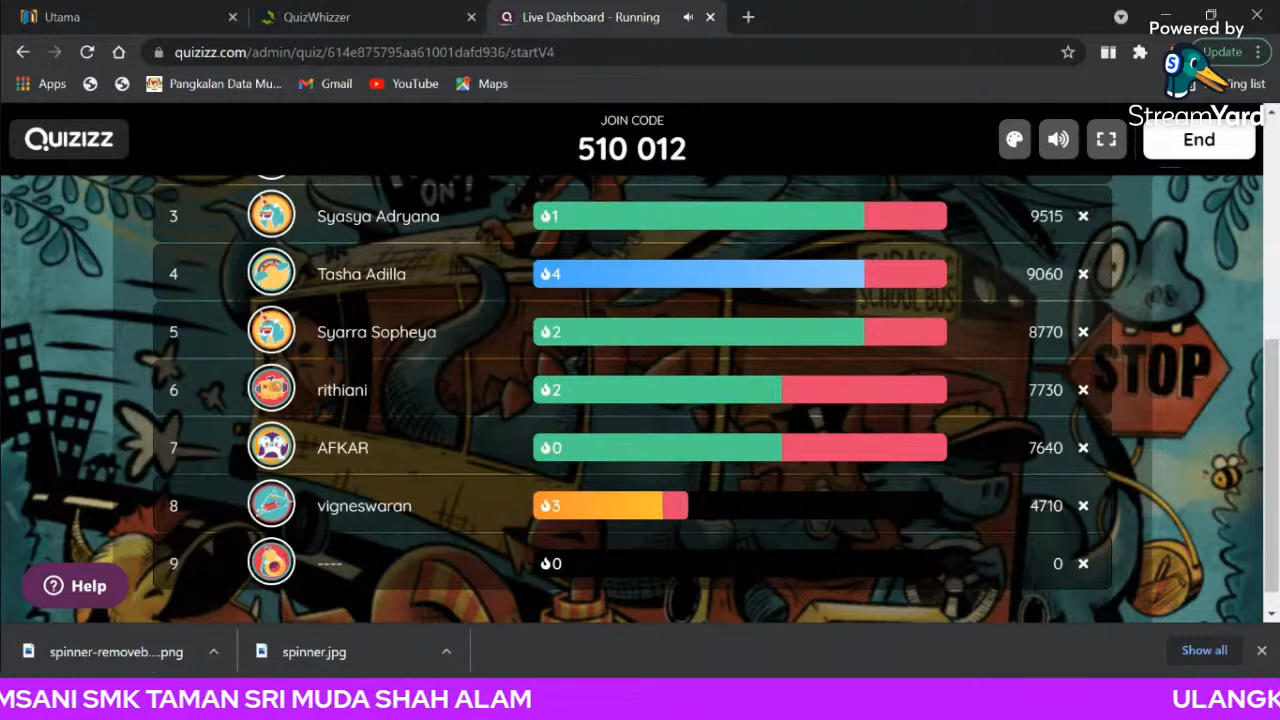 Utama
QuizWhizzer
Live Dashboard - Running
Powered by
quizizz.com/admin/quiz/614e875795aa61001dafd936/startV4
Update
Apps
Pangkalan Data Mu...
Gmail
YouTube
Maps
StreamYard
Quizizz
JOIN CODE
510 012
End
ON!
3 Syasya Adryana 1 9515
4 Tasha Adilla 4 9060
SCHOOL BUS
5 Syarra Sopheya 2 8770
STOP
6 rithiani 2 7730
7 AFKAR 0 7640
8 vigneswaran 3 4710
9 ---- 0 0
Help
spinner-removeb....png
spinner.jpg
Show all
MSANI SMK TAMAN SRI MUDA SHAH ALAM
ULANGK